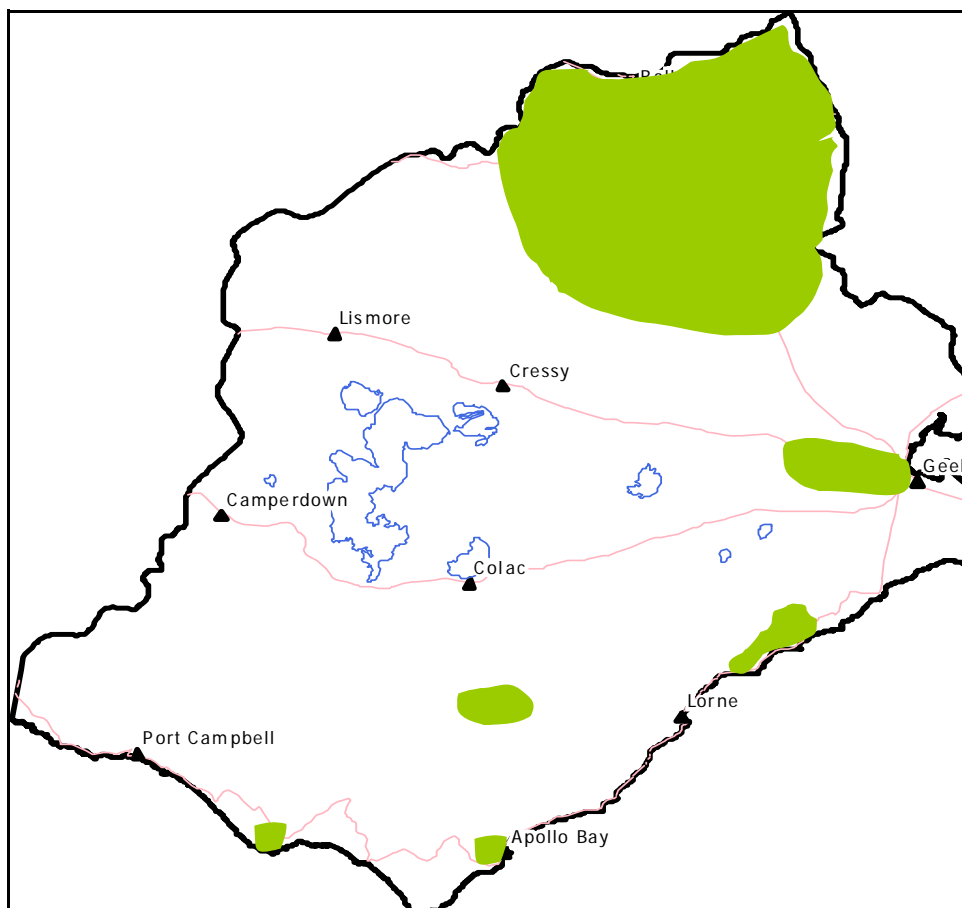 Lismore
Cressy
Camperdown
Colac
Lorne
Port Campbell
Apollo Bay